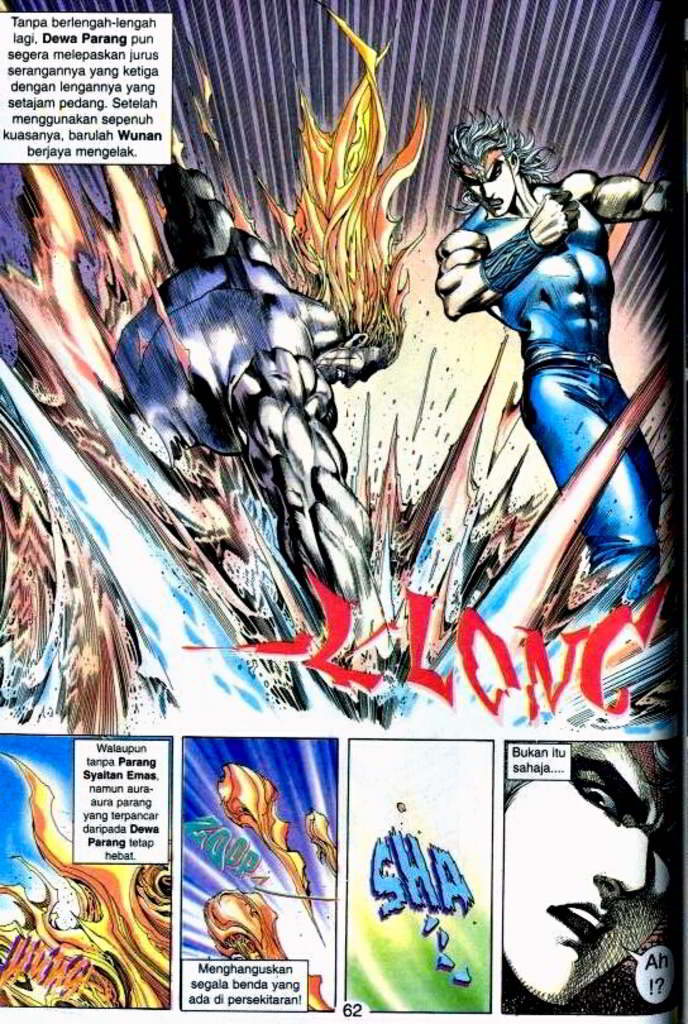 Tanpa berlengah-lengah
lagi, Dewa Parang pun
segera melepaskan jurus
serangannya yang ketiga
dengan lengannya yang
setajam pedang. Setelah
menggunakan sepenuh
kuasanya, barulah Wunan
berjaya mengelak.
KLONG
Walaupun
tanpa Parang
Syaitan Emas,
namun aura-
aura parang
yang terpancar
daripada Dewa
Parang tetap
hebat.
Menghanguskan
segala benda yang
ada di persekitaran!
SHA
Bukan itu
sahaja....
Ah
!?
62